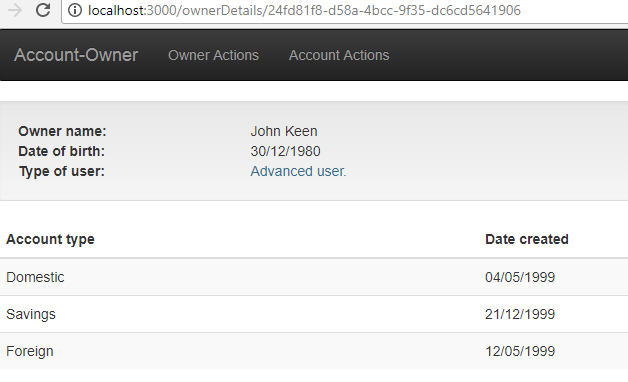 localhost:3000/ownerDetails/24fd81f8-d58a-4bcc-9f35-dc6cd5641906
Account-Owner Owner Actions Account Actions
Owner name: John Keen
Date of birth: 30/12/1980
Type of user: Advanced user.
Account type Date created
Domestic 04/05/1999
Savings 21/12/1999
Foreign 12/05/1999